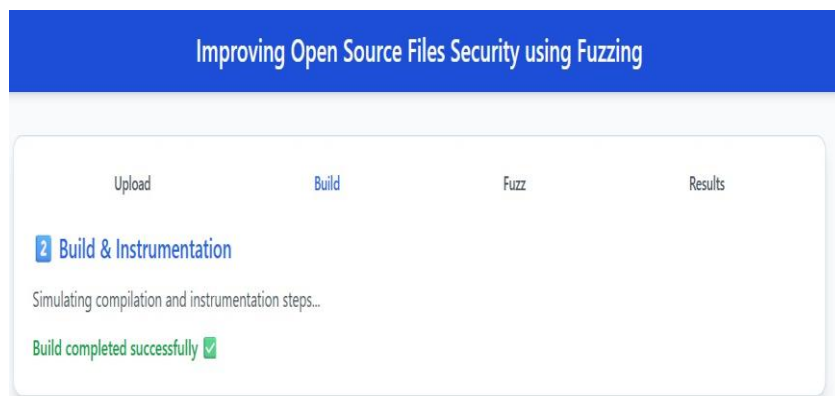 Improving Open Source Files Security using Fuzzing
Upload Build Fuzz Results
2 Build & Instrumentation
Simulating compilation and instrumentation steps...
Build completed successfully ✅